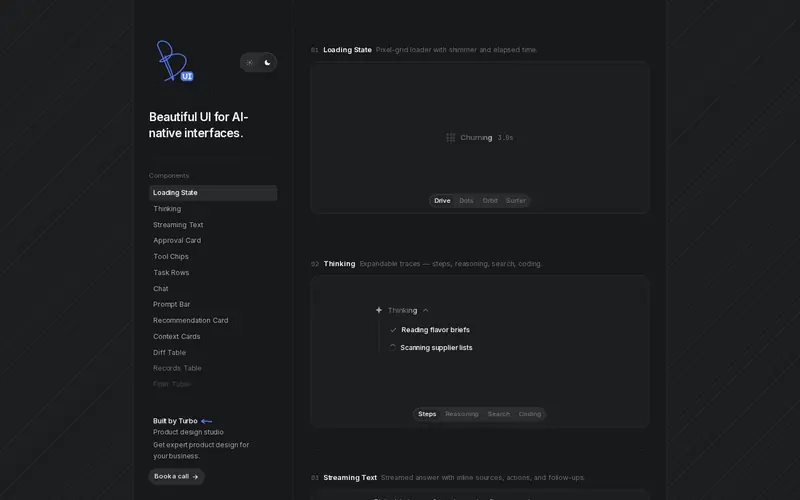 UI
Beautiful UI for AI-
native interfaces.
Components
Loading State
Thinking
Streaming Text
Approval Card
Tool Chips
Task Rows
Chat
Prompt Bar
Recommendation Card
Context Cards
Diff Table
Records Table
Filter Table
Built by Turbo
Product design studio
Get expert product design for
your business.
Book a call →
01 Loading State Pixel-grid loader with shimmer and elapsed time.
Churning 3.9s
Drive Dots Orbit Surfer
02 Thinking Expandable traces — steps, reasoning, search, coding.
Thinking
Reading flavor briefs
Scanning supplier lists
Steps Reasoning Search Coding
03 Streaming Text Streamed answer with inline sources, actions, and follow-ups.